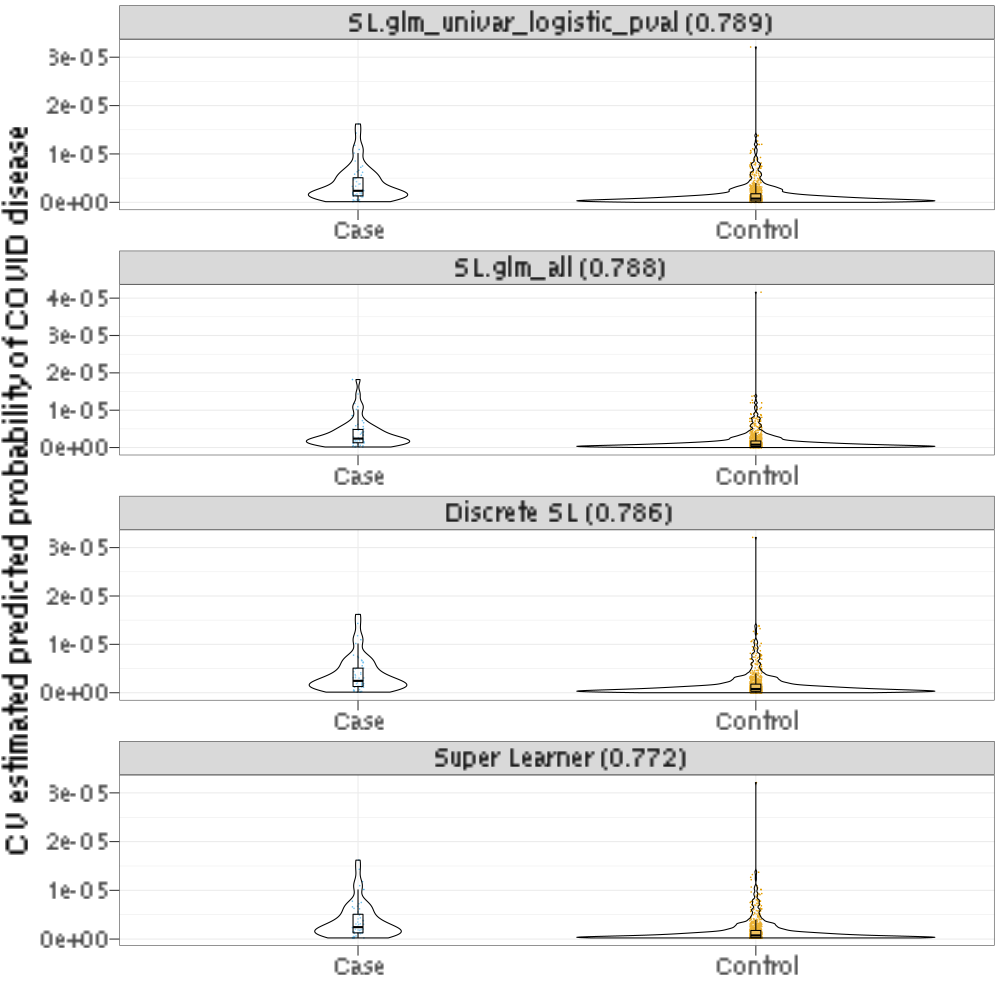 CV estimated predicted probability of COVID disease
SL.glm_univar_logistic_pval (0.789)
3e-05
2e-05
1e-05
0e+00
Case Control
SL.glm_all (0.788)
4e-05
3e-05
2e-05
1e-05
0e+00
Case Control
Discrete SL (0.786)
3e-05
2e-05
1e-05
0e+00
Case Control
Super Learner (0.772)
3e-05
2e-05
1e-05
0e+00
Case Control